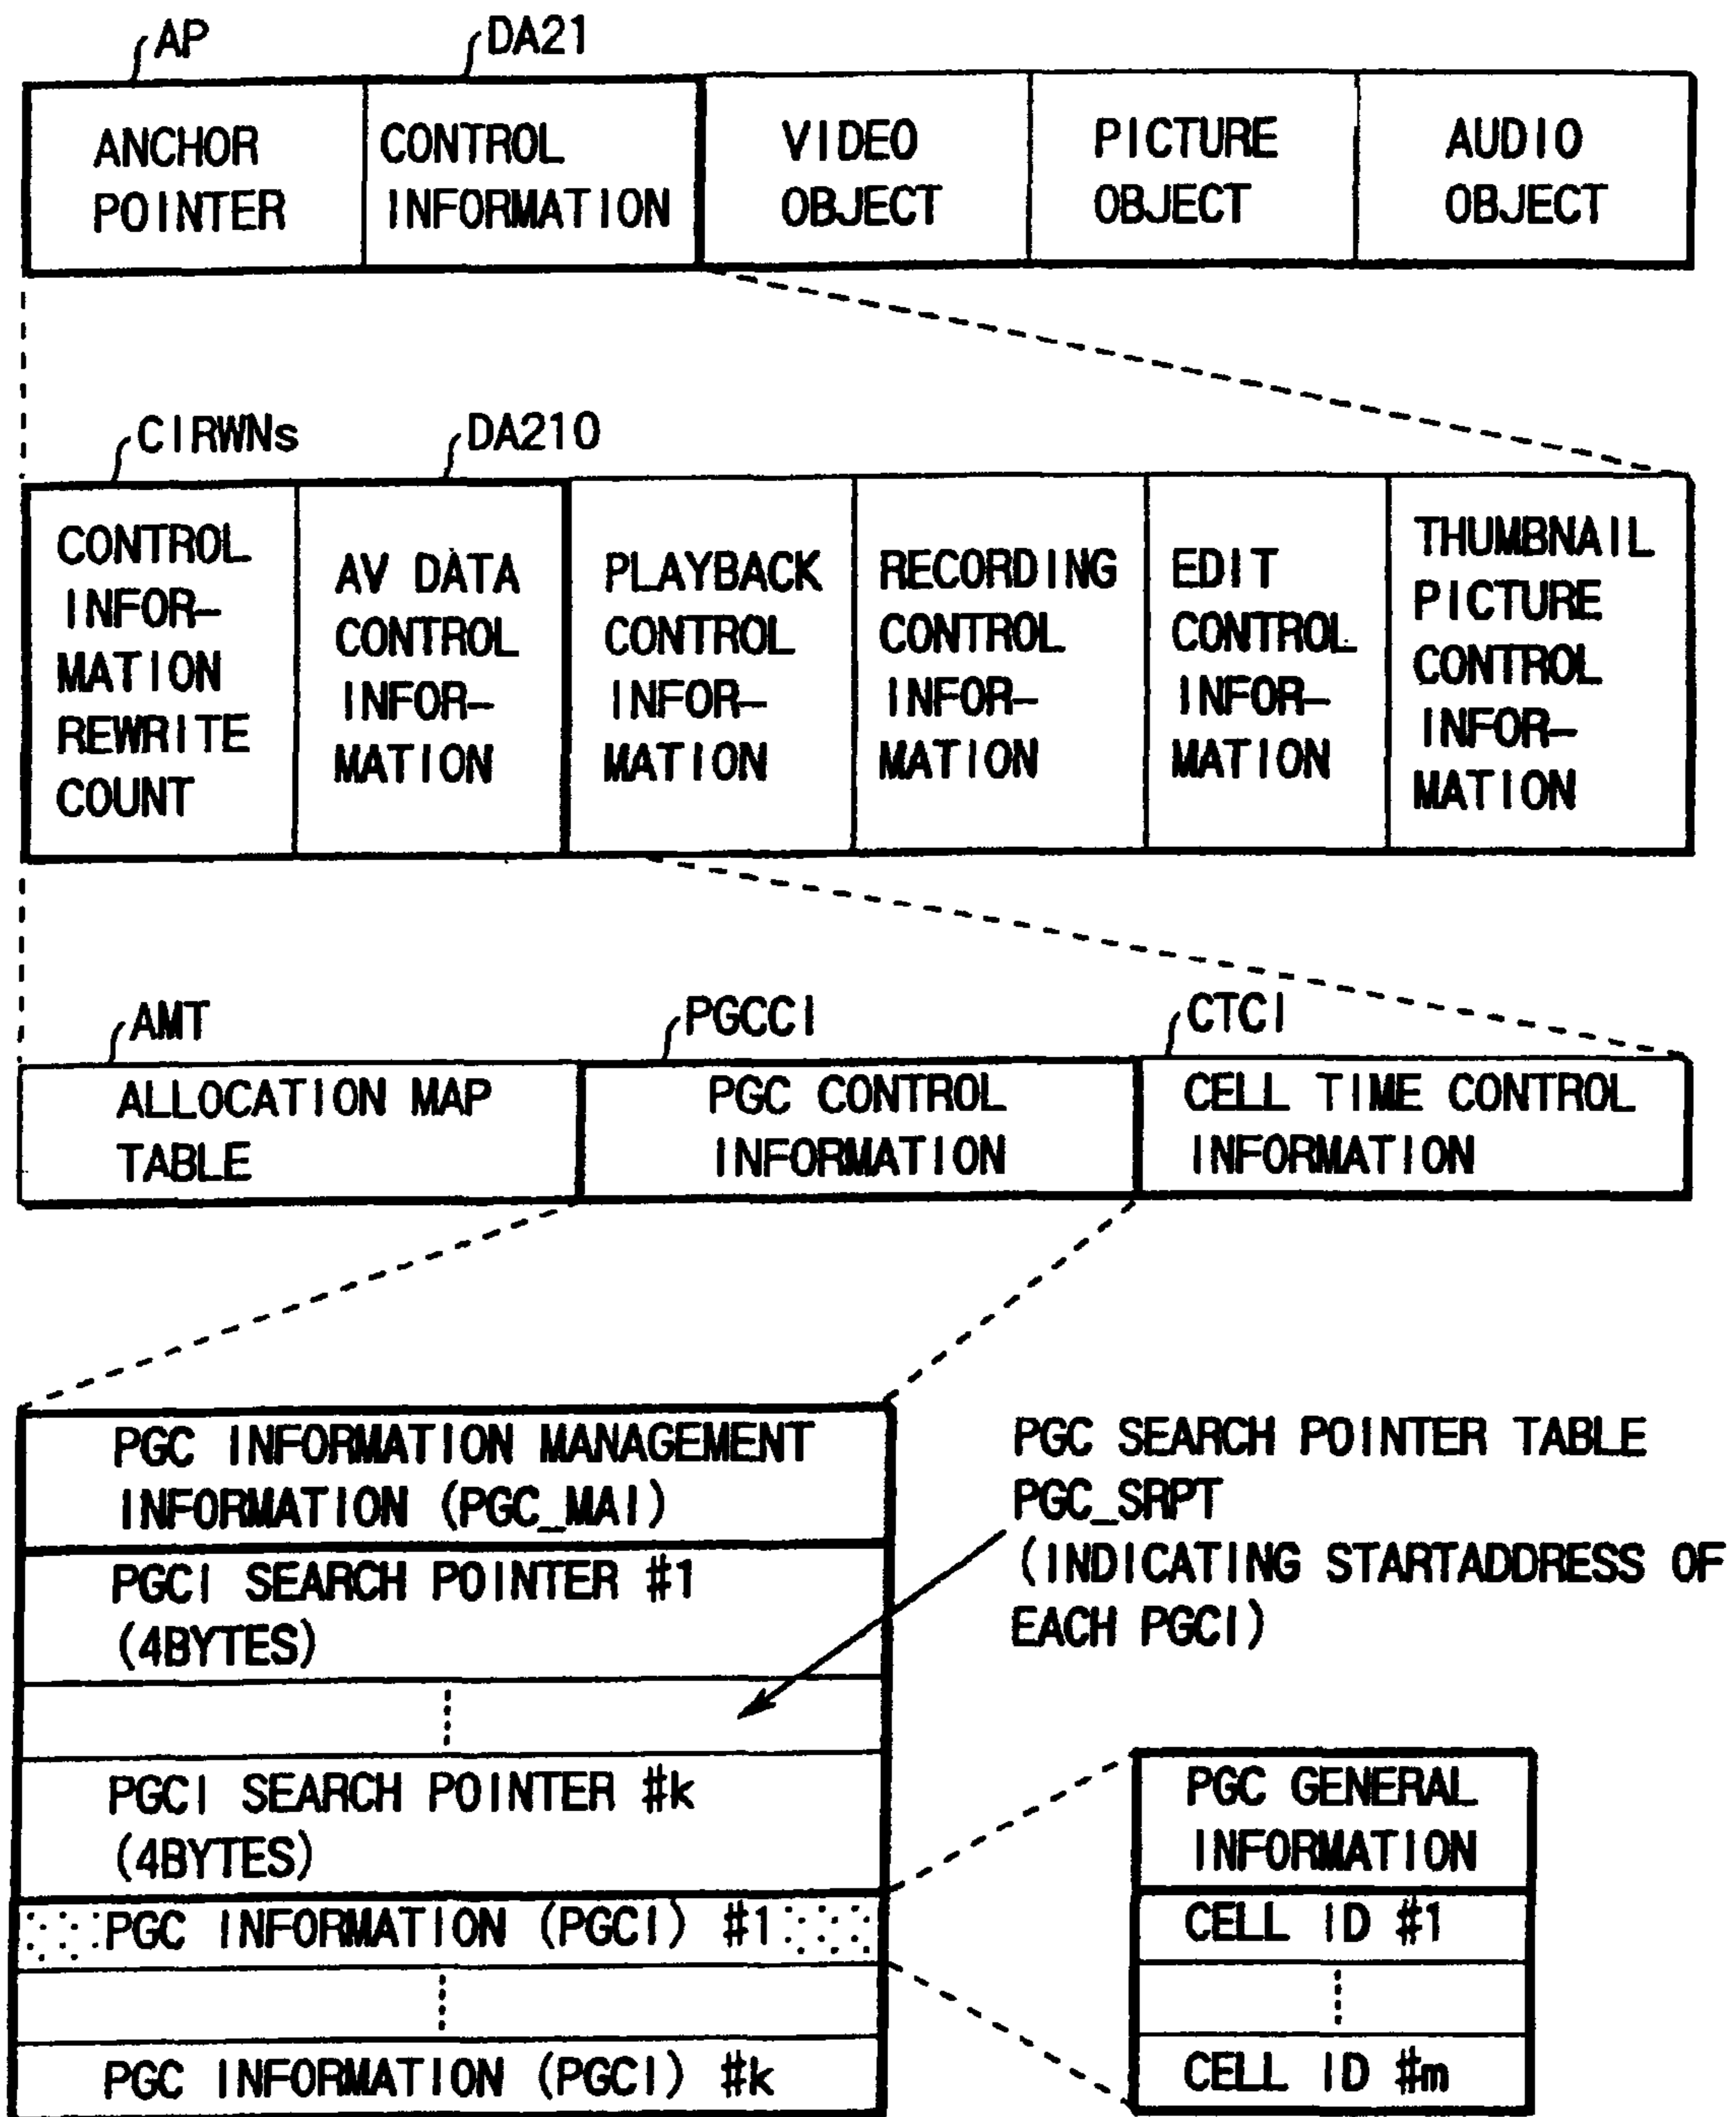 AP
DA21
ANCHOR
POINTER
CONTROL
INFORMATION
VIDEO
OBJECT
PICTURE
OBJECT
AUDIO
OBJECT
CIRWNs
DA210
CONTROL
INFOR-
MATION
REWRITE
COUNT
AV DATA
CONTROL
INFOR-
MATION
PLAYBACK
CONTROL
INFOR-
MATION
RECORDING
CONTROL
INFOR-
MATION
EDIT
CONTROL
INFOR-
MATION
THUMBNAIL
PICTURE
CONTROL
INFOR-
MATION
AMT
PGCCI
CTCI
ALLOCATION MAP
TABLE
PGC CONTROL
INFORMATION
CELL TIME CONTROL
INFORMATION
PGC INFORMATION MANAGEMENT
INFORMATION (PGC_MAI)
PGCI SEARCH POINTER #1
(4BYTES)
PGCI SEARCH POINTER #k
(4BYTES)
PGC INFORMATION (PGCI) #1
PGC INFORMATION (PGCI) #k
PGC SEARCH POINTER TABLE
PGC_SRPT
(INDICATING STARTADDRESS OF
EACH PGCI)
PGC GENERAL
INFORMATION
CELL ID #1
CELL ID #m